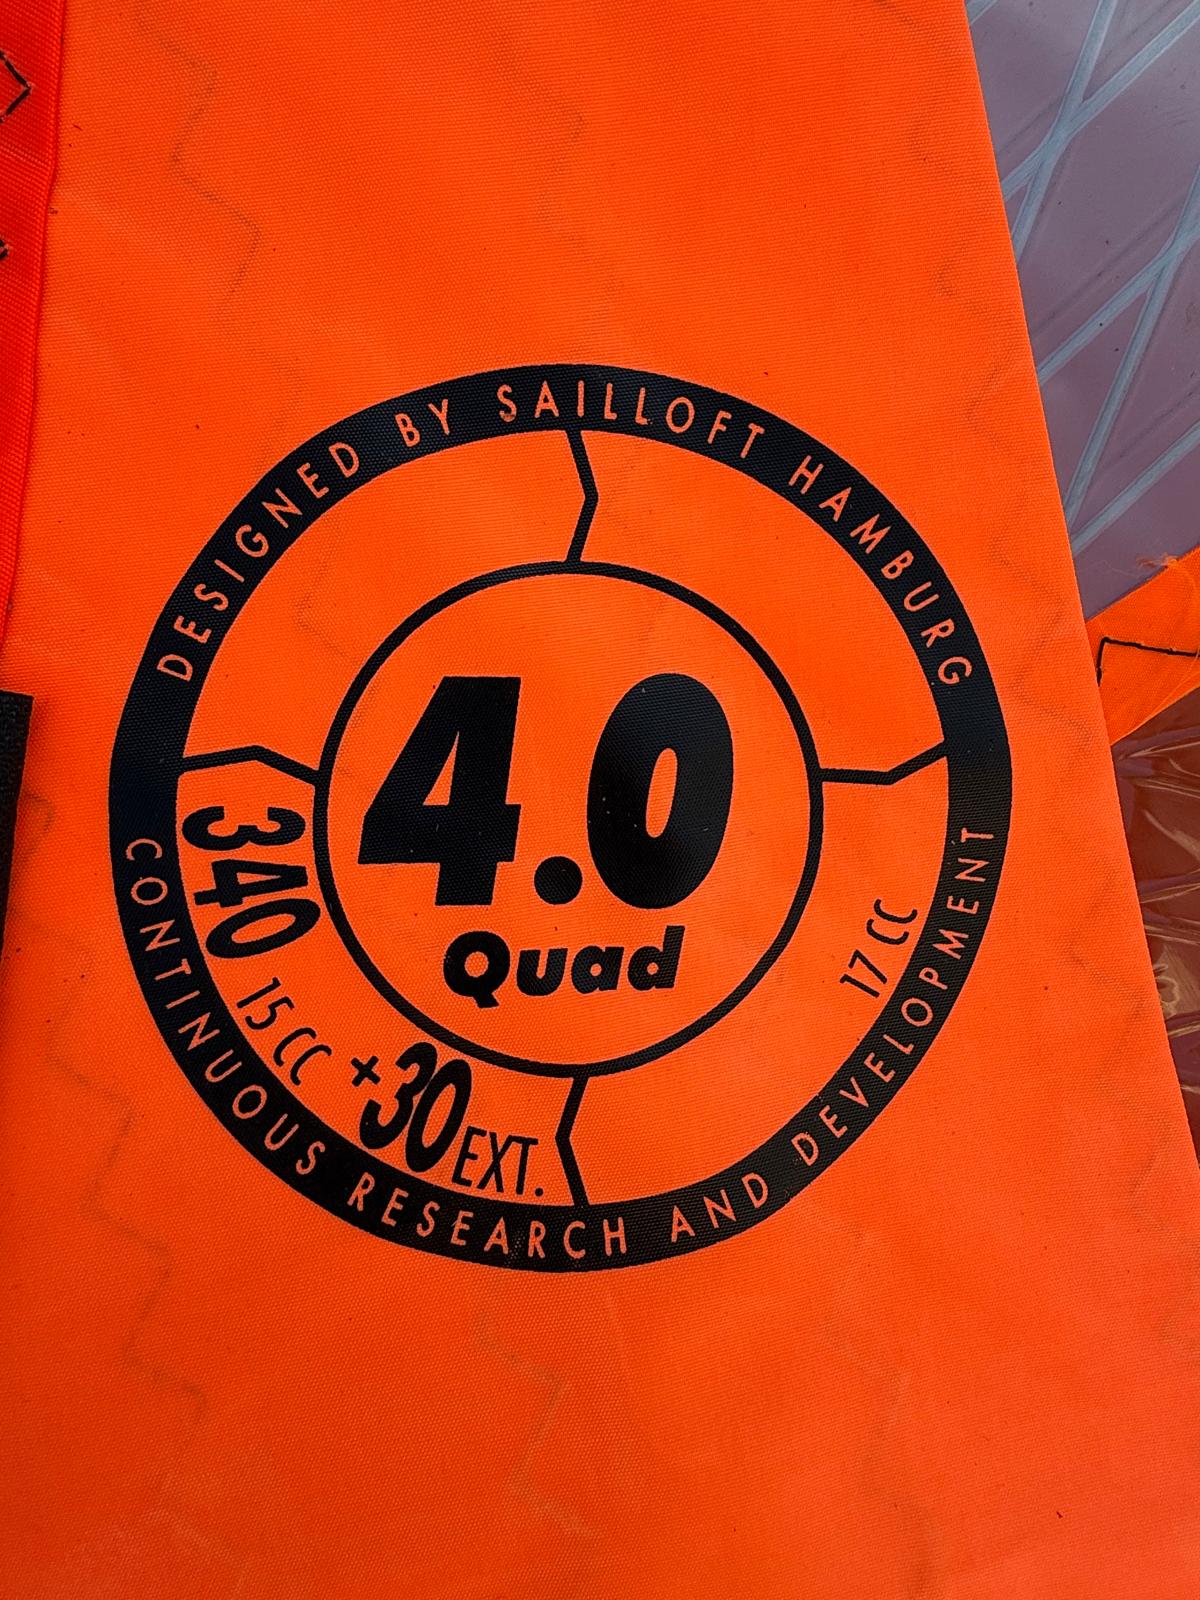 DESIGNED BY SAILLOFT HAMBURG
4.0
Quad
340 15 CC +30 EXT.
17 CC
CONTINUOUS RESEARCH AND DEVELOPMENT